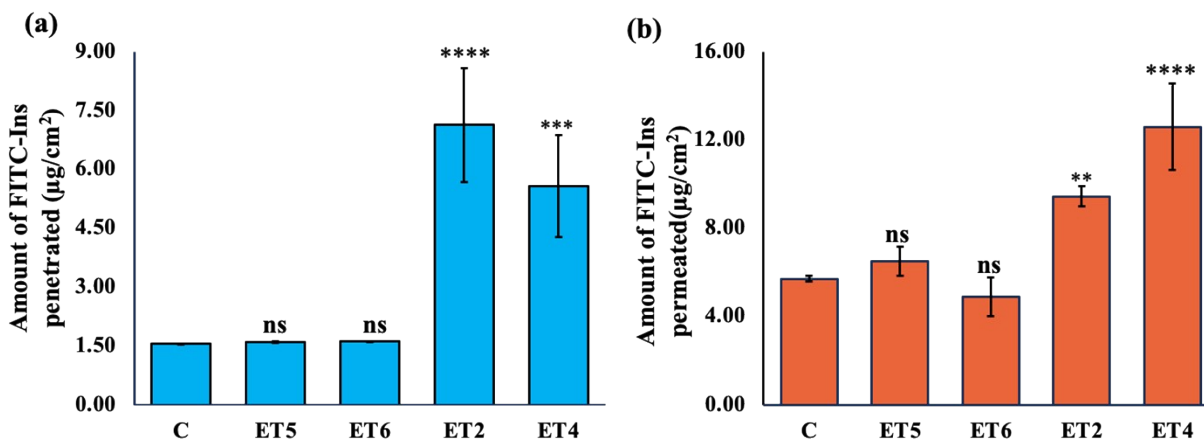 (a)
Amount of FITC-Ins
penetrated (µg/cm²)
9.00
7.50
6.00
4.50
3.00
1.50
0.00
ns
ns
****
***
C
ET5
ET6
ET2
ET4
(b)
Amount of FITC-Ins
permeated(µg/cm²)
16.00
12.00
8.00
4.00
0.00
ns
ns
**
****
C
ET5
ET6
ET2
ET4